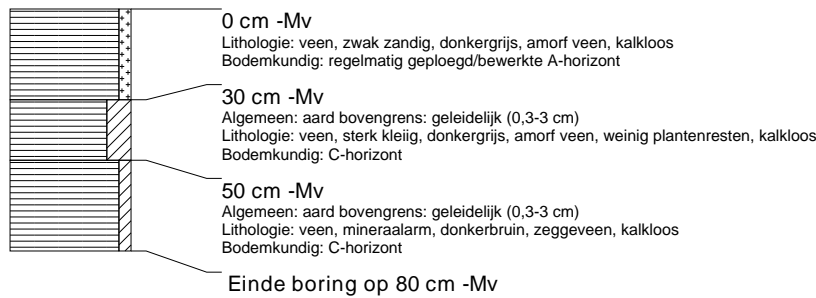 0 cm -Mv
Lithologie: veen, zwak zandig, donkergrijs, amorf veen, kalkloos
Bodemkundig: regelmatig geploegd/bewerkte A-horizont
30 cm -Mv
Algemeen: aard bovengrens: geleidelijk (0,3-3 cm)
Lithologie: veen, sterk kleiig, donkergrijs, amorf veen, weinig plantenresten, kalkloos
Bodemkundig: C-horizont
50 cm -Mv
Algemeen: aard bovengrens: geleidelijk (0,3-3 cm)
Lithologie: veen, mineraalarm, donkerbruin, zeggeveen, kalkloos
Bodemkundig: C-horizont
Einde boring op 80 cm -Mv